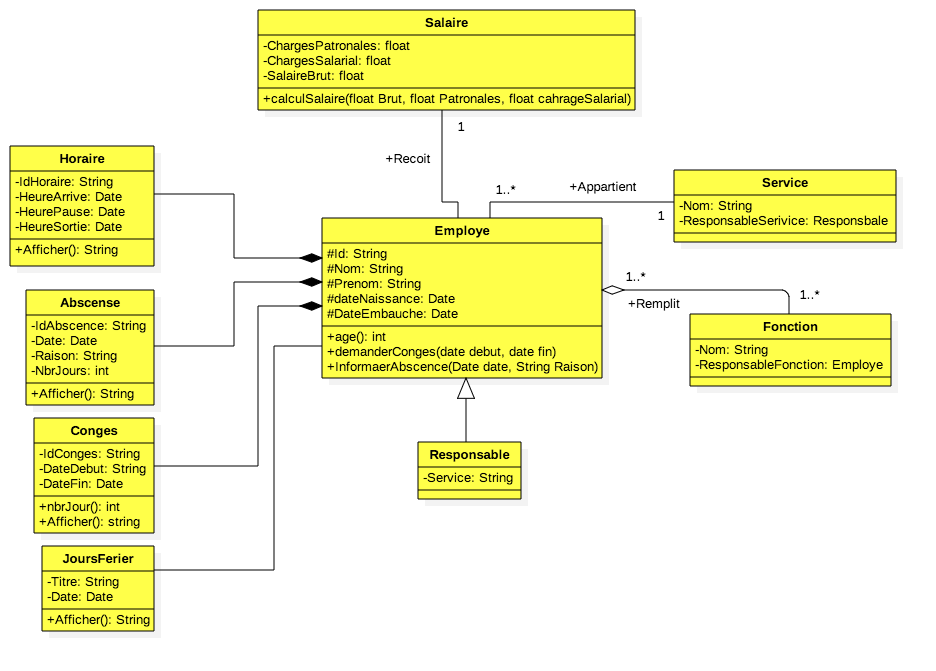 Salaire
-ChargesPatronales: float
-ChargesSalarial: float
-SalaireBrut: float
+calculSalaire(float Brut, float Patronales, float cahrageSalarial)
1
+Recoit
Horaire
-IdHoraire: String
-HeureArrive: Date
-HeurePause: Date
-HeureSortie: Date
+Afficher(): String
1..*
+Appartient
1
Service
-Nom: String
-ResponsableSerivice: Responsbale
Employe
#Id: String
#Nom: String
#Prenom: String
#dateNaissance: Date
#DateEmbauche: Date
+age(): int
+demanderConges(date debut, date fin)
+InformaerAbscence(Date date, String Raison)
1..*
+Remplit
1..*
Abscense
-IdAbscence: String
-Date: Date
-Raison: String
-NbrJours: int
+Afficher(): String
Fonction
-Nom: String
-ResponsableFonction: Employe
Conges
-IdConges: String
-DateDebut: String
-DateFin: Date
+nbrJour(): int
+Afficher(): string
Responsable
-Service: String
JoursFerier
-Titre: String
-Date: Date
+Afficher(): String